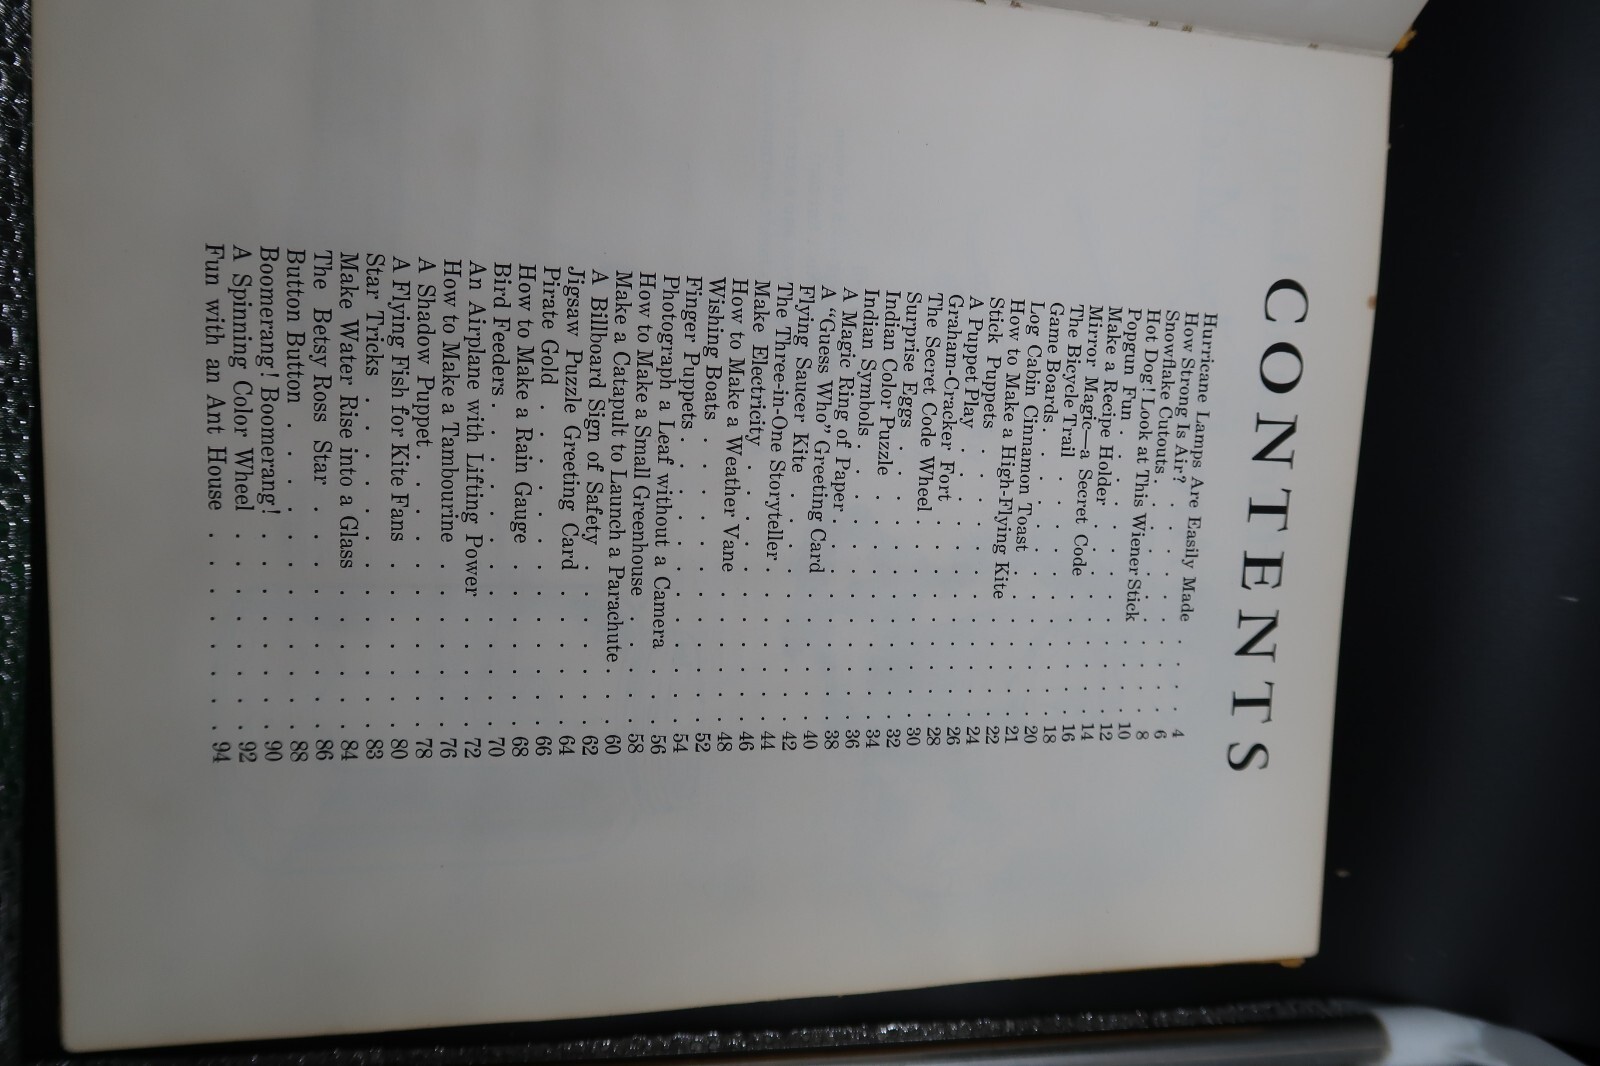 CONTENTS
Hurricane Lamps Are Easily Made . . . . 4
How Strong Is Air? . . . . . . . . 6
Snowflake Cutouts . . . . . . . . 8
Hot Dog! Look at This Wiener Stick . . . . 10
Popgun Fun . . . . . . . . . 12
Make a Recipe Holder . . . . . . . 14
Mirror Magic—a Secret Code . . . . . 16
The Bicycle Trail . . . . . . . . 18
Game Boards . . . . . . . . . 20
Log Cabin Cinnamon Toast . . . . . . 21
How to Make a High-Flying Kite . . . . 22
Stick Puppets . . . . . . . . . 24
A Puppet Play . . . . . . . . . 26
Graham-Cracker Fort . . . . . . . 28
The Secret Code Wheel . . . . . . . 30
Surprise Eggs . . . . . . . . . 32
Indian Color Puzzle . . . . . . . . 34
Indian Symbols . . . . . . . . . 36
A Magic Ring of Paper . . . . . . . 38
A "Guess Who" Greeting Card . . . . . 40
Flying Saucer Kite . . . . . . . . 42
The Three-in-One Storyteller . . . . . . 44
Make Electricity . . . . . . . . . 46
How to Make a Weather Vane . . . . . 48
Wishing Boats . . . . . . . . . 52
Finger Puppets . . . . . . . . . 54
Photograph a Leaf without a Camera . . . 56
How to Make a Small Greenhouse . . . . 58
Make a Catapult to Launch a Parachute . . . 60
A Billboard Sign of Safety . . . . . . 62
Jigsaw Puzzle Greeting Card . . . . . 64
Pirate Gold . . . . . . . . . . 66
How to Make a Rain Gauge . . . . . . 68
Bird Feeders . . . . . . . . . . 70
An Airplane with Lifting Power . . . . . 72
How to Make a Tambourine . . . . . . 76
A Shadow Puppet . . . . . . . . 78
A Flying Fish for Kite Fans . . . . . . 80
Star Tricks . . . . . . . . . . 83
Make Water Rise into a Glass . . . . . 84
The Betsy Ross Star . . . . . . . 86
Button Button . . . . . . . . . 88
Boomerang! Boomerang! . . . . . . . 90
A Spinning Color Wheel . . . . . . . 92
Fun with an Ant House . . . . . . . 94